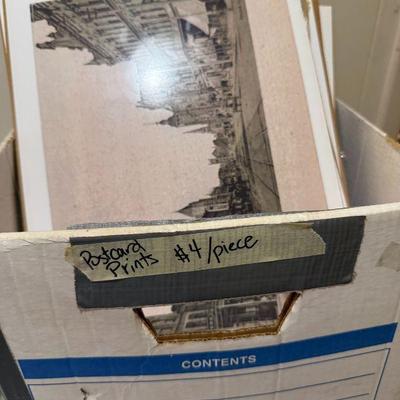 Postcard
Prints $4/piece
CONTENTS